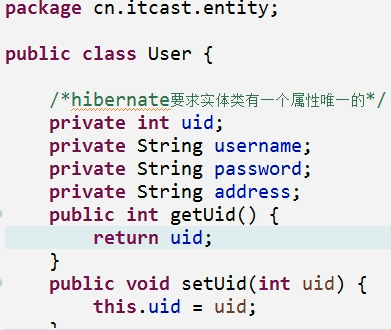 package cn.itcast.entity;
public class User {
/*hibernate要求实体类有一个属性唯一的*/
private int uid;
private String username;
private String password;
private String address;
public int getUid() {
return uid;
}
public void setUid(int uid) {
this.uid = uid;
}